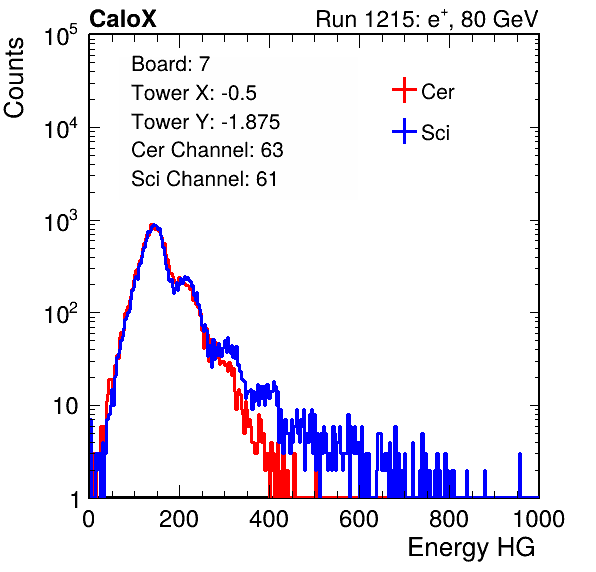 CaloX Run 1215: e⁺, 80 GeV
Counts
Board: 7
Tower X: -0.5
Tower Y: -1.875
Cer Channel: 63
Sci Channel: 61
Cer
Sci
10⁵
10⁴
10³
10²
10
1
0 200 400 600 800 1000
Energy HG